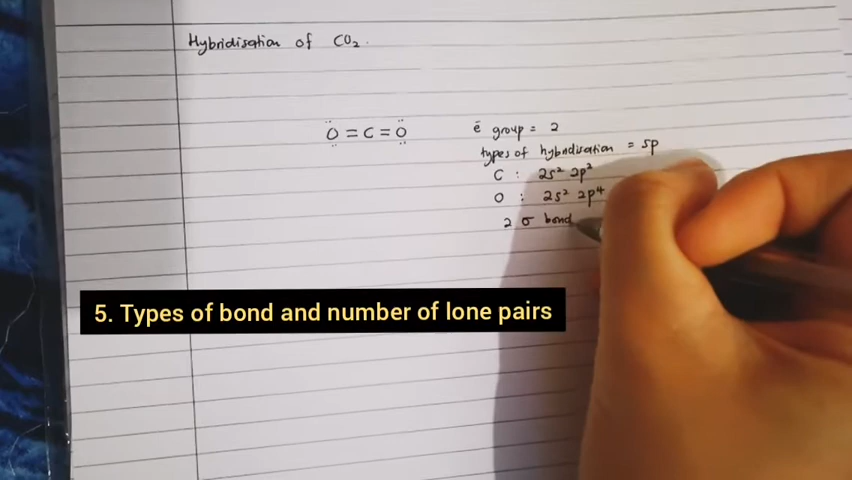 Hybridisation of CO₂.
Ö = C = Ö
ē group = 2
types of hybridisation = sp
C : 2s² 2p²
O : 2s² 2p⁴
2 σ bond
5. Types of bond and number of lone pairs